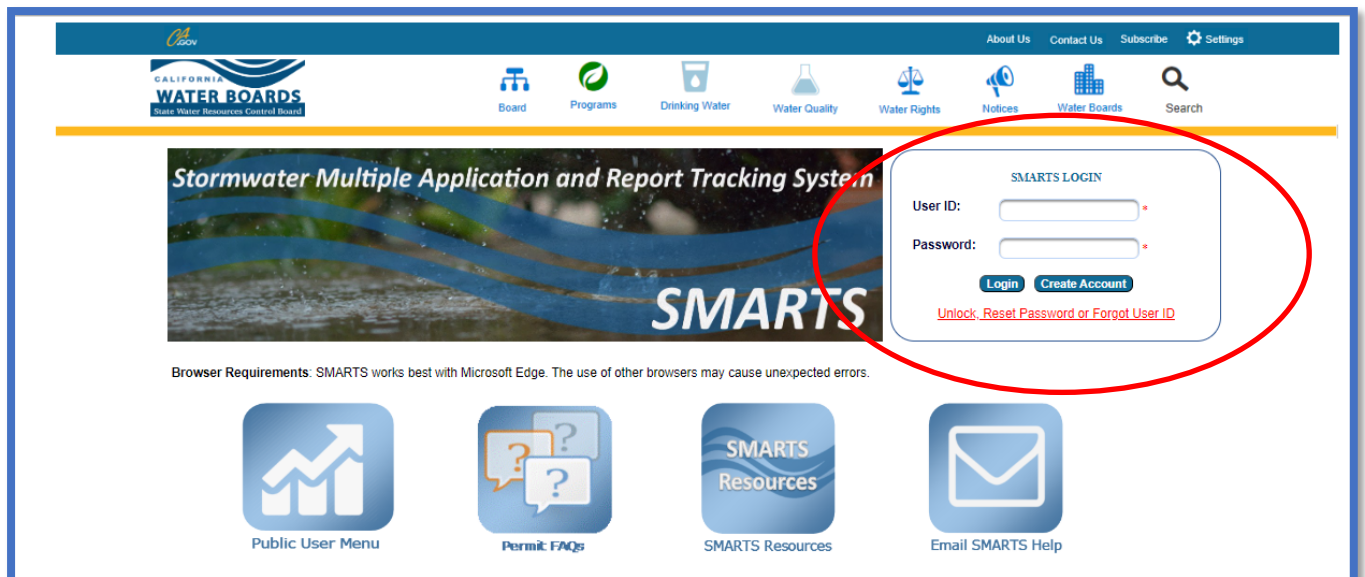 CA.GOV
About Us Contact Us Subscribe Settings
CALIFORNIA
WATER BOARDS
State Water Resources Control Board
Board Programs Drinking Water Water Quality Water Rights Notices Water Boards Search
Stormwater Multiple Application and Report Tracking System
SMARTS
SMARTS LOGIN
User ID: *
Password: *
Login Create Account
Unlock, Reset Password or Forgot User ID
Browser Requirements: SMARTS works best with Microsoft Edge. The use of other browsers may cause unexpected errors.
? ? ?
SMARTS
Resources
Public User Menu Permit FAQs SMARTS Resources Email SMARTS Help